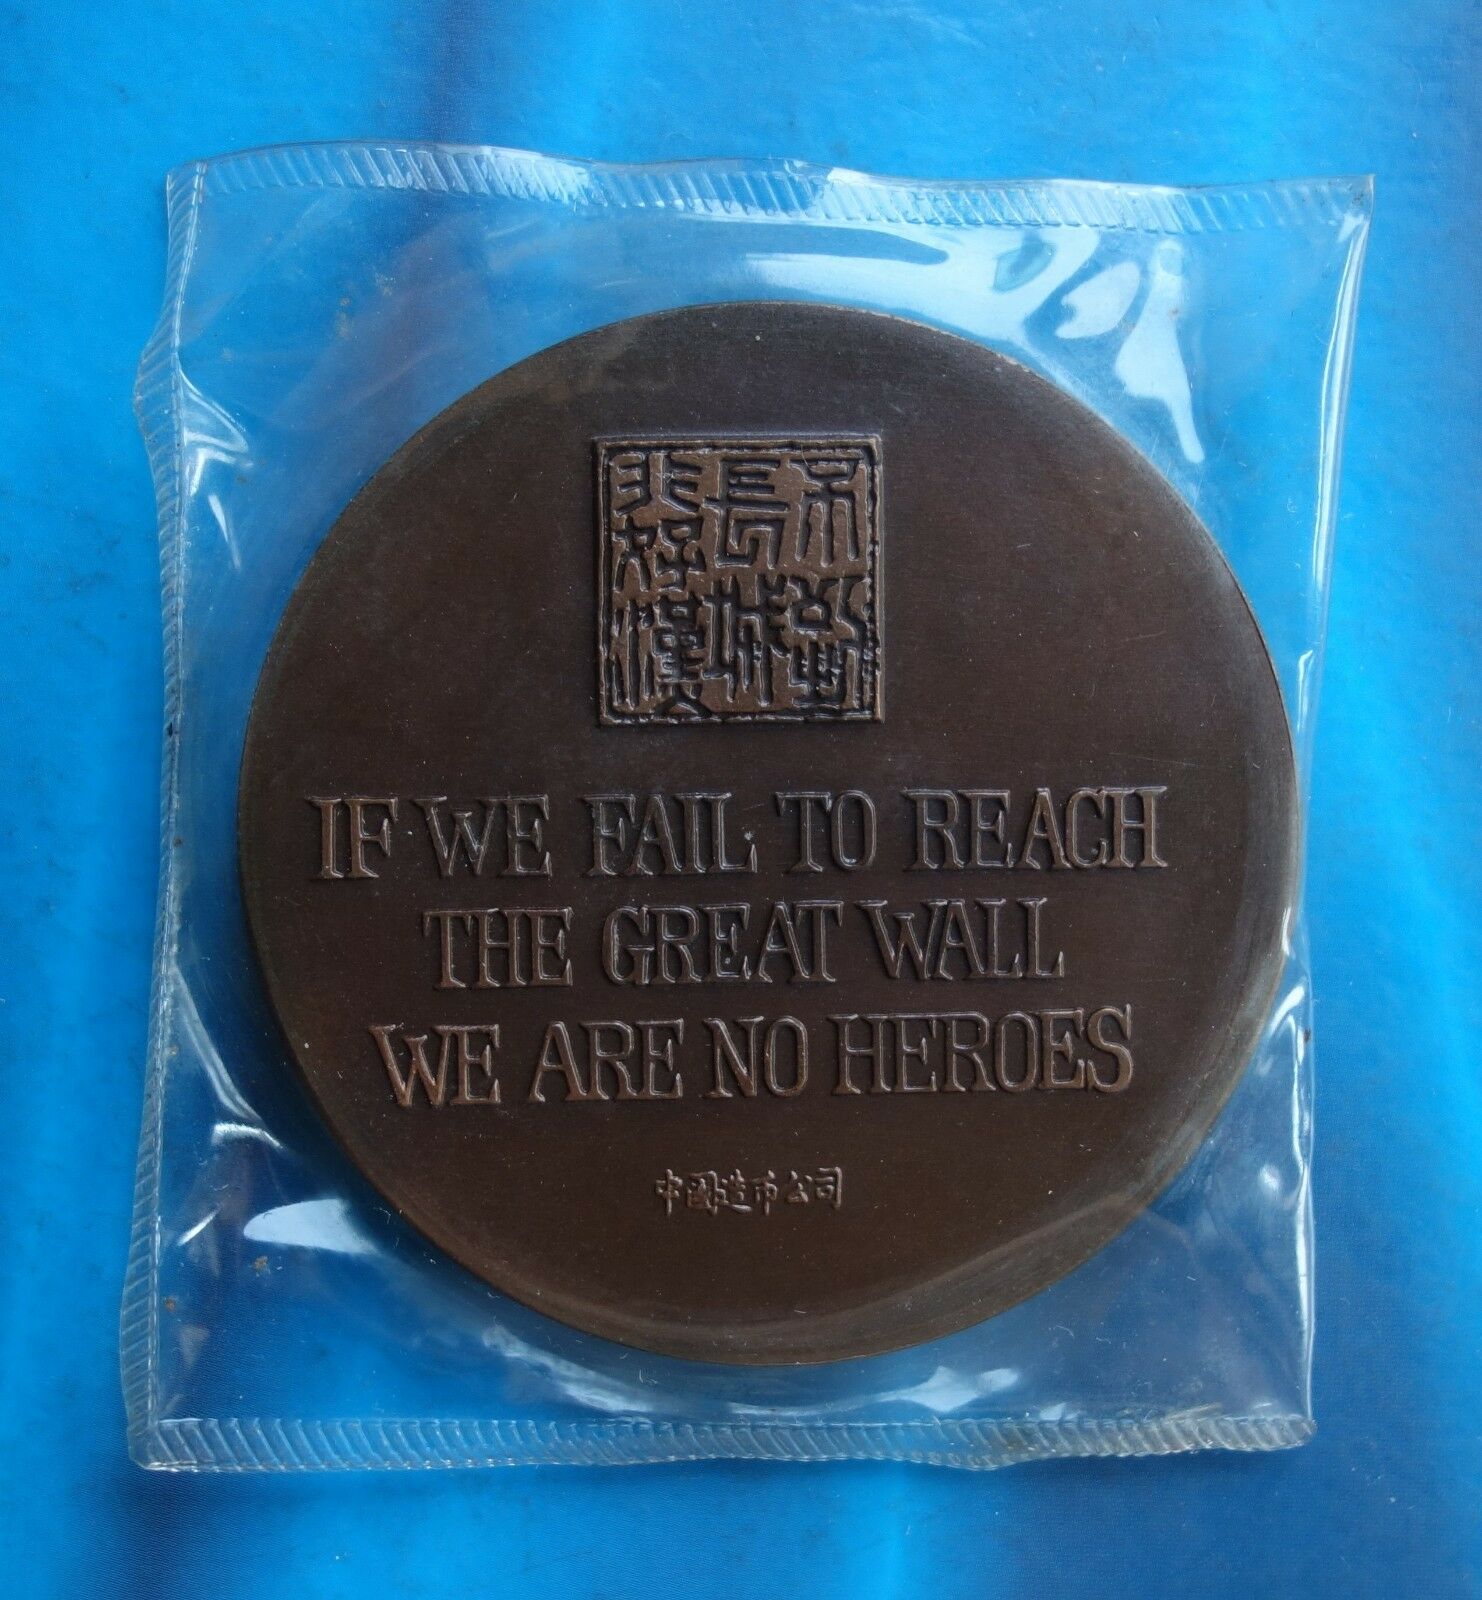 不到
長城
非好漢
IF WE FAIL TO REACH
THE GREAT WALL
WE ARE NO HEROES
中國造币公司